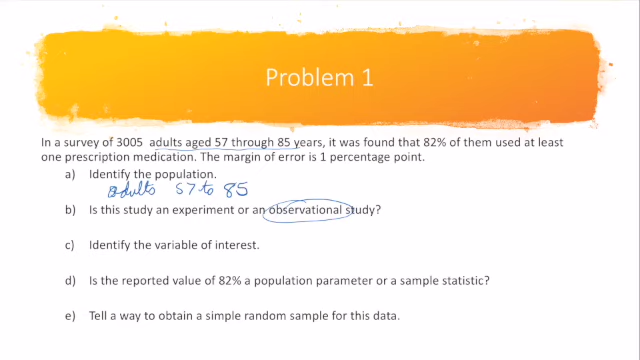 Problem 1
In a survey of 3005 adults aged 57 through 85 years, it was found that 82% of them used at least
one prescription medication. The margin of error is 1 percentage point.
a) Identify the population.
adults 57 to 85
b) Is this study an experiment or an observational study?
c) Identify the variable of interest.
d) Is the reported value of 82% a population parameter or a sample statistic?
e) Tell a way to obtain a simple random sample for this data.